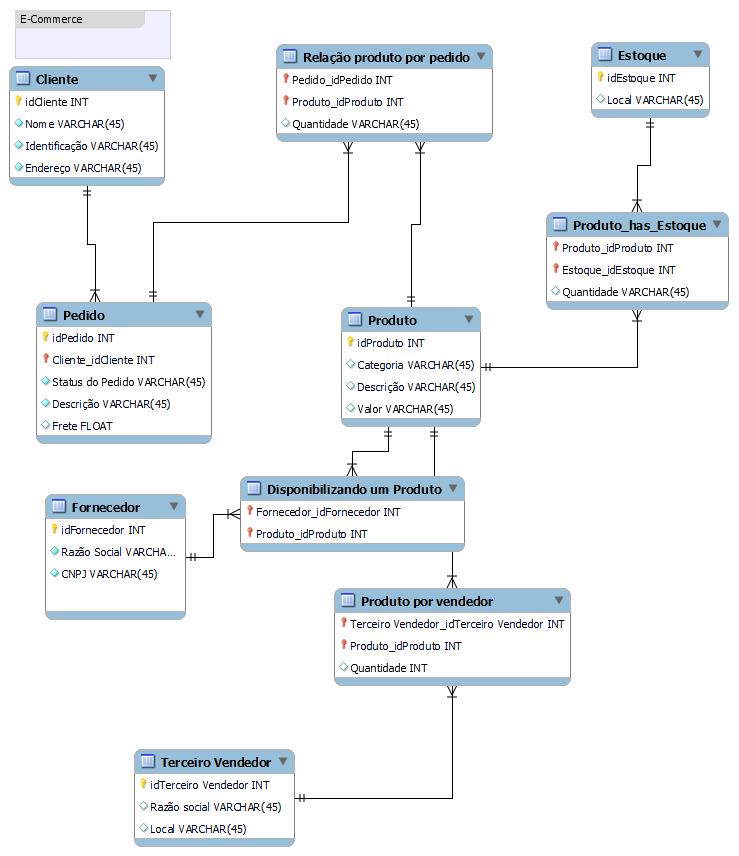 E-Commerce
Cliente
idCliente INT
Nome VARCHAR(45)
Identificação VARCHAR(45)
Endereço VARCHAR(45)
Relação produto por pedido
Pedido_idPedido INT
Produto_idProduto INT
Quantidade VARCHAR(45)
Estoque
idEstoque INT
Local VARCHAR(45)
Produto_has_Estoque
Produto_idProduto INT
Estoque_idEstoque INT
Quantidade VARCHAR(45)
Pedido
idPedido INT
Cliente_idCliente INT
Status do Pedido VARCHAR(45)
Descrição VARCHAR(45)
Frete FLOAT
Produto
idProduto INT
Categoria VARCHAR(45)
Descrição VARCHAR(45)
Valor VARCHAR(45)
Disponibilizando um Produto
Fornecedor_idFornecedor INT
Produto_idProduto INT
Fornecedor
idFornecedor INT
Razão Social VARCHA...
CNPJ VARCHAR(45)
Produto por vendedor
Terceiro Vendedor_idTerceiro Vendedor INT
Produto_idProduto INT
Quantidade INT
Terceiro Vendedor
idTerceiro Vendedor INT
Razão social VARCHAR(45)
Local VARCHAR(45)